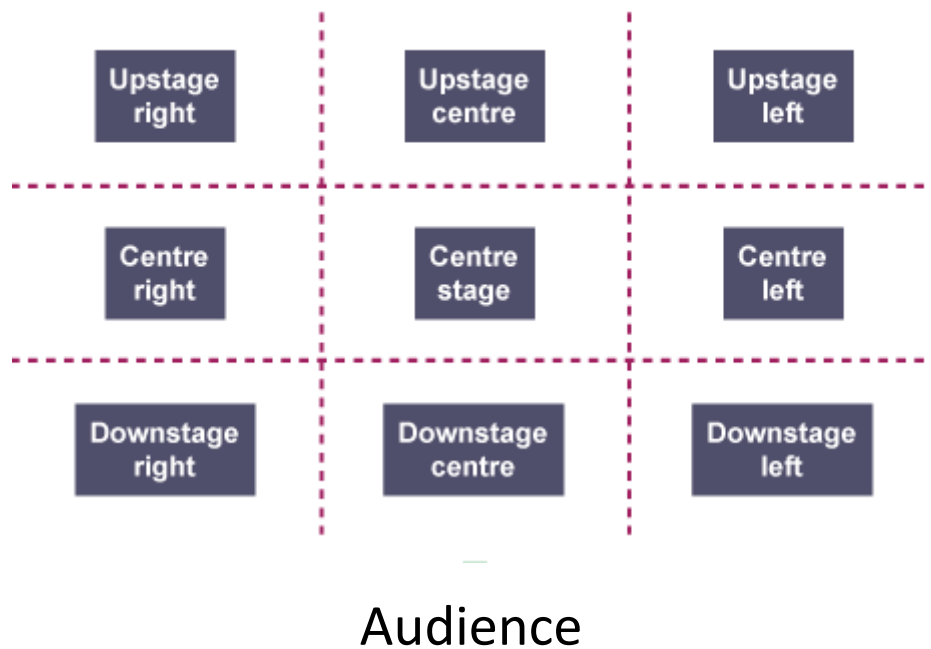 Upstage
right
Upstage
centre
Upstage
left
Centre
right
Centre
stage
Centre
left
Downstage
right
Downstage
centre
Downstage
left
Audience